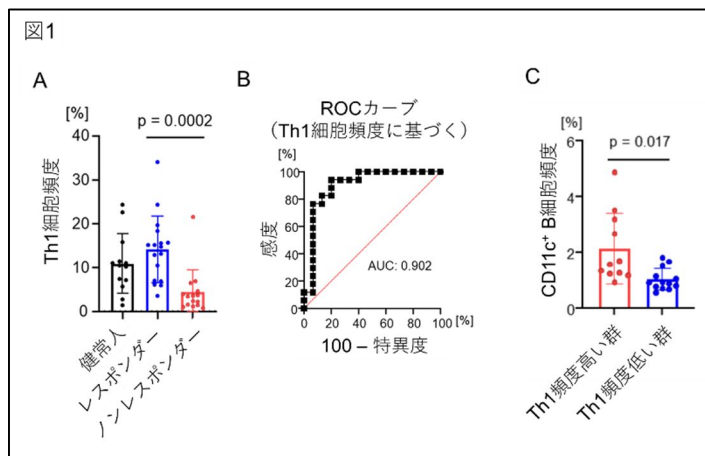 図1
A
[%]
p = 0.0002
Th1細胞頻度
40
30
20
10
0
健常人
レスポンダー
ノンレスポンダー
B
ROCカーブ
（Th1細胞頻度に基づく）
[%]
感度
100
80
60
40
20
0
AUC: 0.902
0 20 40 60 80 100
[%]
100 – 特異度
C
[%]
p = 0.017
CD11c⁺ B細胞頻度
6
4
2
0
Th1頻度高い群
Th1頻度低い群